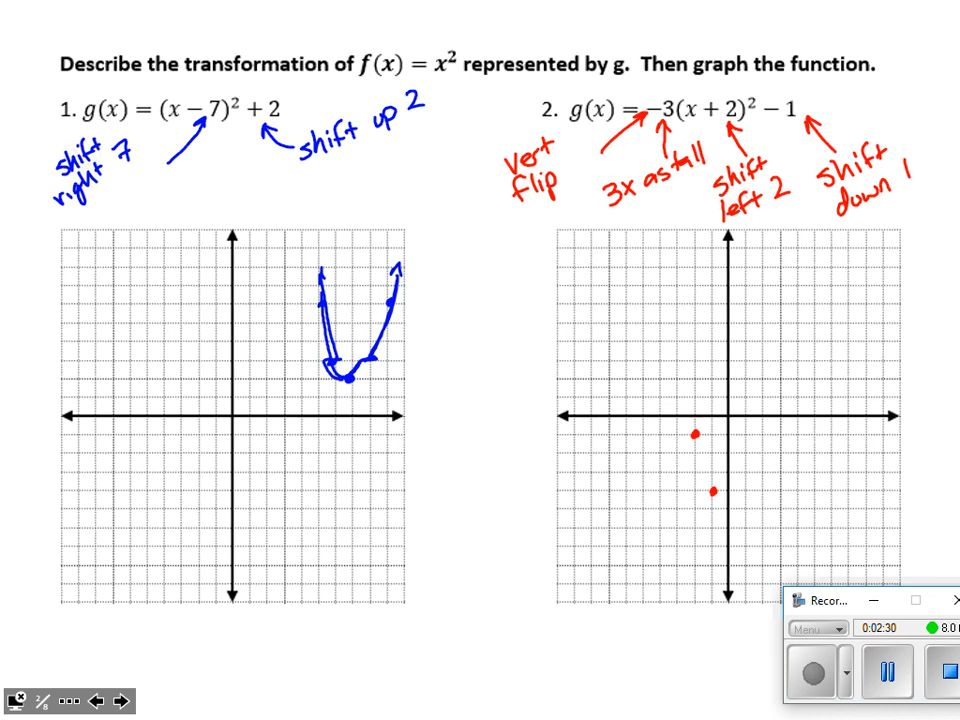 Describe the transformation of f(x) = x² represented by g. Then graph the function.
1. g(x) = (x − 7)² + 2
shift
right 7
shift up 2
2. g(x) = −3(x + 2)² − 1
vert
flip
3x as tall
shift
left 2
shift
down 1
Recor...
Menu
0:02:30
8.0
2/8